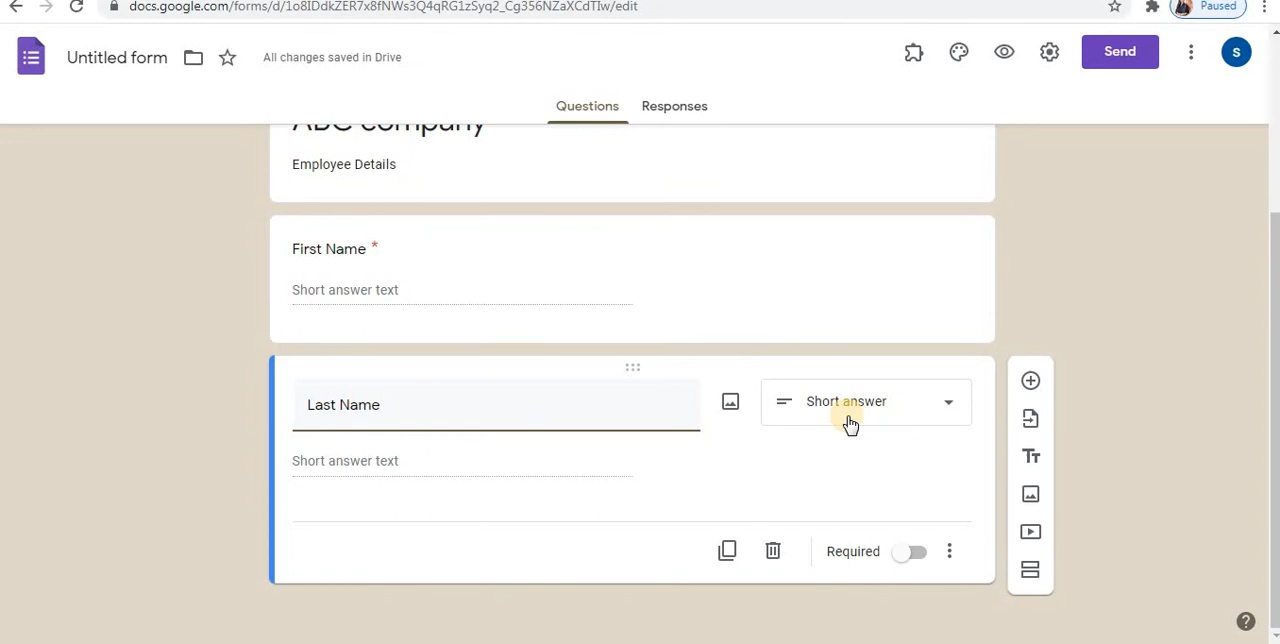 docs.google.com/forms/d/1o8IDdkZER7x8fNWs3Q4qRG1zSyq2_Cg356NZaXCdTIw/edit
Paused
Untitled form
All changes saved in Drive
Send
S
Questions
Responses
ABC company
Employee Details
First Name *
Short answer text
Last Name
Short answer
Short answer text
Required